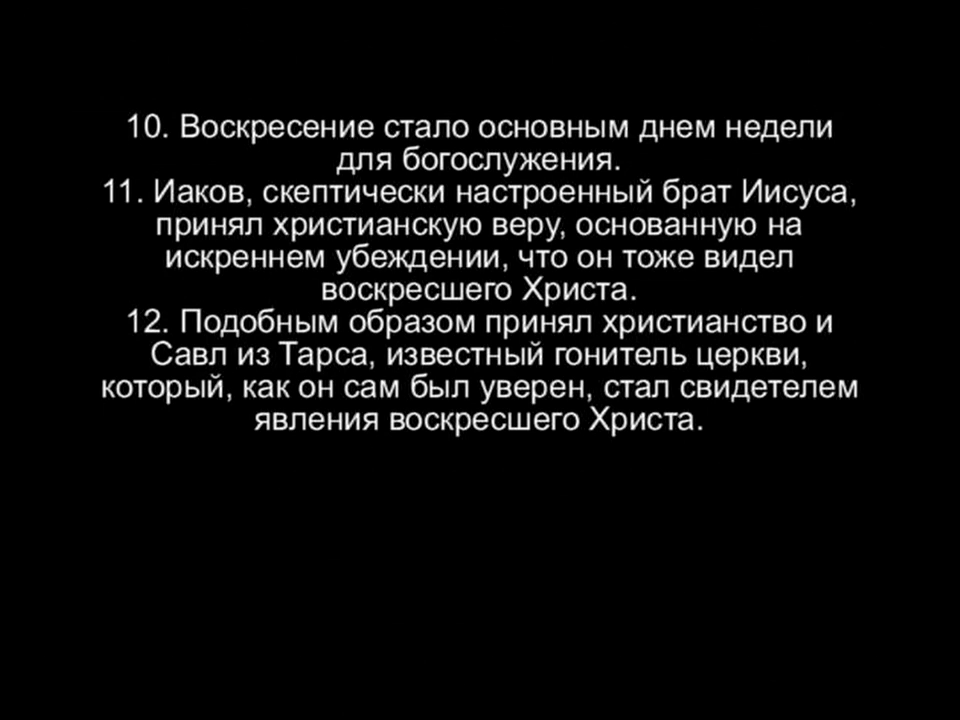 10. Воскресение стало основным днем недели
для богослужения.
11. Иаков, скептически настроенный брат Иисуса,
принял христианскую веру, основанную на
искреннем убеждении, что он тоже видел
воскресшего Христа.
12. Подобным образом принял христианство и
Савл из Тарса, известный гонитель церкви,
который, как он сам был уверен, стал свидетелем
явления воскресшего Христа.